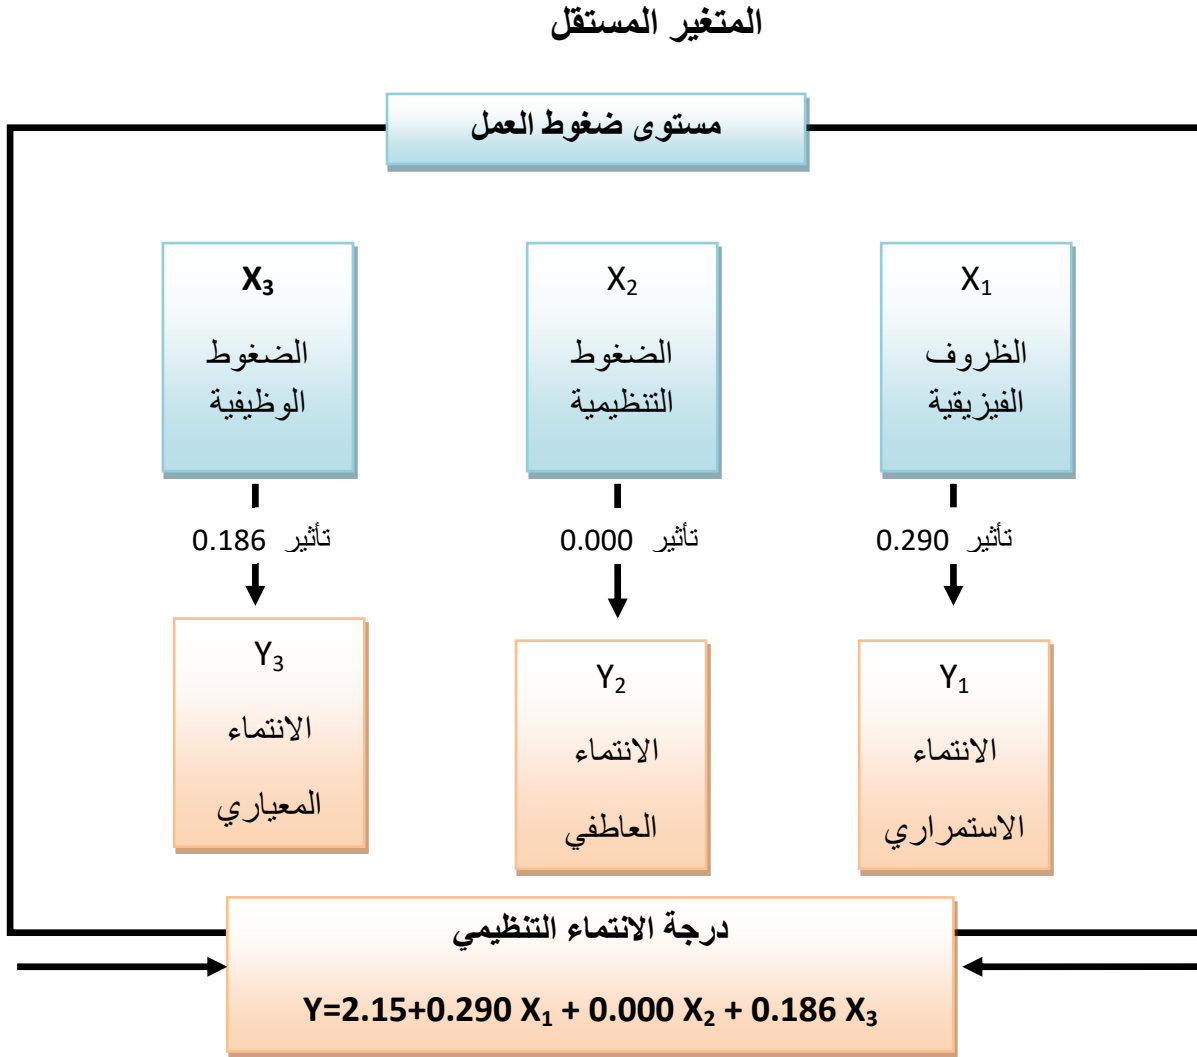 المتغير المستقل
مستوى ضغوط العمل
X₁
الظروف
الفيزيقية
X₂
الضغوط
التنظيمية
X₃
الضغوط
الوظيفية
تأثير 0.290
تأثير 0.000
تأثير 0.186
Y₁
الانتماء
الاستمراري
Y₂
الانتماء
العاطفي
Y₃
الانتماء
المعياري
درجة الانتماء التنظيمي
Y=2.15+0.290 X₁ + 0.000 X₂ + 0.186 X₃